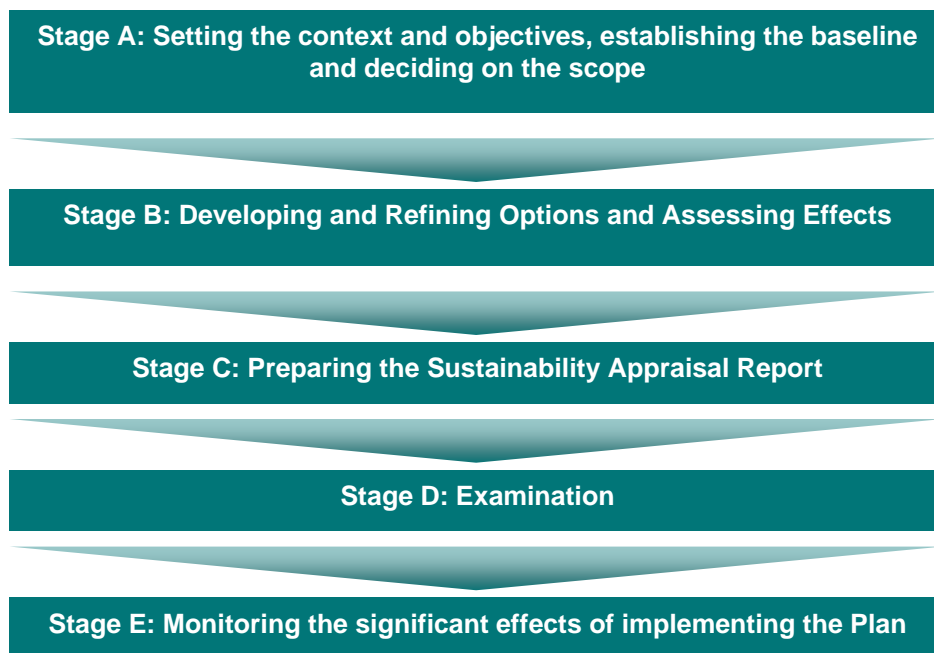 Stage A: Setting the context and objectives, establishing the baseline
and deciding on the scope
Stage B: Developing and Refining Options and Assessing Effects
Stage C: Preparing the Sustainability Appraisal Report
Stage D: Examination
Stage E: Monitoring the significant effects of implementing the Plan